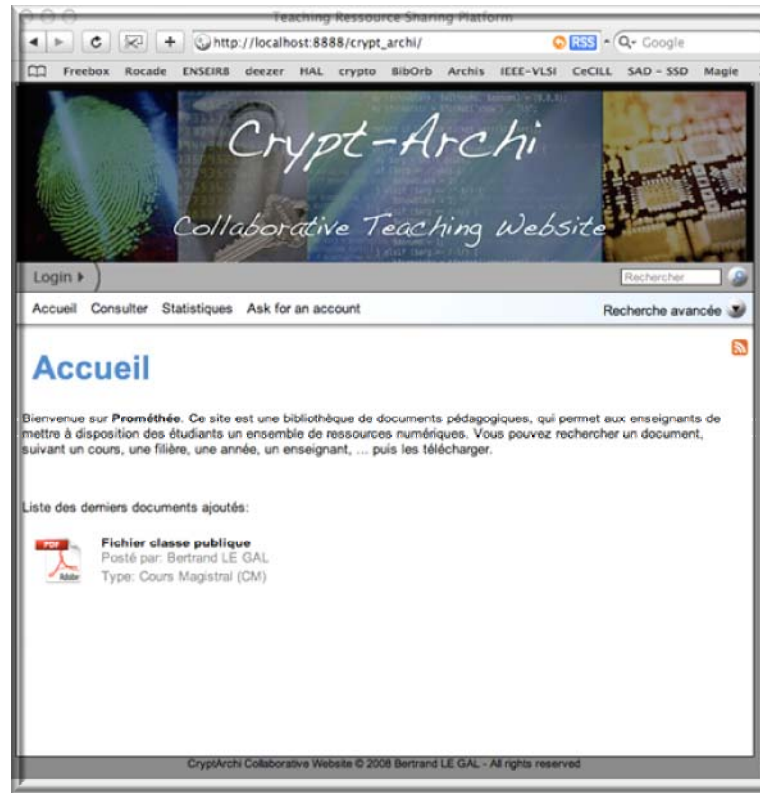 Teaching Ressource Sharing Platform
http://localhost:8888/crypt_archi/ RSS Google
Freebox Rocade ENSEIRB deezer HAL crypto BibOrb Archis IEEE-VLSI CeCILL SAD - SSD Magie
Crypt-Archi
Collaborative Teaching Website
Login Rechercher
Accueil Consulter Statistiques Ask for an account Recherche avancée
Accueil
Bienvenue sur Prométhée. Ce site est une bibliothèque de documents pédagogiques, qui permet aux enseignants de
mettre à disposition des étudiants un ensemble de ressources numériques. Vous pouvez rechercher un document,
suivant un cours, une filière, une année, un enseignant, ... puis les télécharger.
Liste des derniers documents ajoutés:
PDF
Adobe
Fichier classe publique
Posté par: Bertrand LE GAL
Type: Cours Magistral (CM)
CryptArchi Collaborative Website © 2008 Bertrand LE GAL - All rights reserved